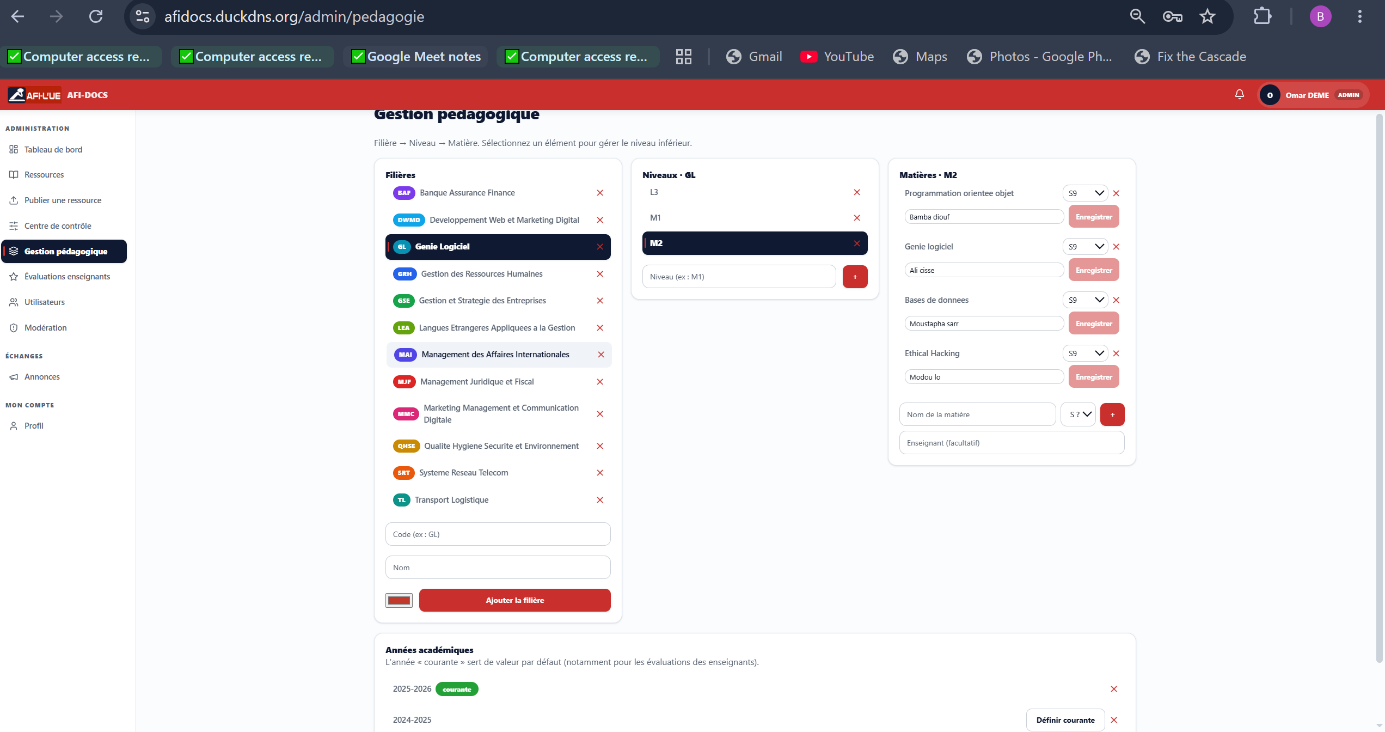 afidocs.duckdns.org/admin/pedagogie
B
Computer access re...
Computer access re...
Google Meet notes
Computer access re...
Gmail
YouTube
Maps
Photos - Google Ph...
Fix the Cascade
AFI-L'UE
AFI-DOCS
O
Omar DEME
ADMIN
ADMINISTRATION
Tableau de bord
Ressources
Publier une ressource
Centre de contrôle
Gestion pédagogique
Évaluations enseignants
Utilisateurs
Modération
ÉCHANGES
Annonces
MON COMPTE
Profil
Gestion pédagogique
Filière → Niveau → Matière. Sélectionnez un élément pour gérer le niveau inférieur.
Filières
BAF Banque Assurance Finance
DWMD Developpement Web et Marketing Digital
GL Genie Logiciel
GRH Gestion des Ressources Humaines
GSE Gestion et Strategie des Entreprises
LEA Langues Etrangeres Appliquees a la Gestion
MAI Management des Affaires Internationales
MJF Management Juridique et Fiscal
MMC Marketing Management et Communication
Digitale
QHSE Qualite Hygiene Securite et Environnement
SRT Systeme Reseau Telecom
TL Transport Logistique
Code (ex : GL)
Nom
Ajouter la filière
Niveaux · GL
L3
M1
M2
Niveau (ex : M1)
+
Matières · M2
Programmation orientee objet
S9
Bamba diouf
Enregistrer
Genie logiciel
S9
Ali cisse
Enregistrer
Bases de donnees
S9
Moustapha sarr
Enregistrer
Ethical Hacking
S9
Modou lo
Enregistrer
Nom de la matière
S ?
+
Enseignant (facultatif)
Années académiques
L'année « courante » sert de valeur par défaut (notamment pour les évaluations des enseignants).
2025-2026 courante
2024-2025
Définir courante